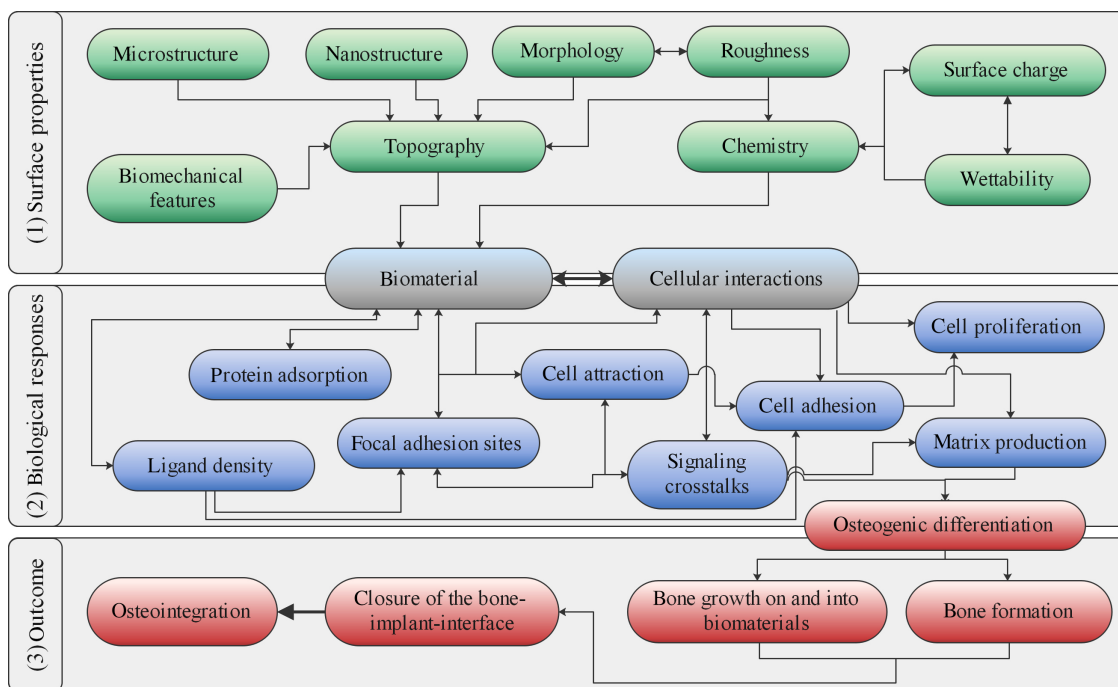 (1) Surface properties
Microstructure
Nanostructure
Morphology
Roughness
Surface charge
Topography
Chemistry
Biomechanical
features
Wettability
Biomaterial
Cellular interactions
(2) Biological responses
Cell proliferation
Protein adsorption
Cell attraction
Cell adhesion
Focal adhesion sites
Matrix production
Ligand density
Signaling
crosstalks
Osteogenic differentiation
(3) Outcome
Osteointegration
Closure of the bone-
implant-interface
Bone growth on and into
biomaterials
Bone formation